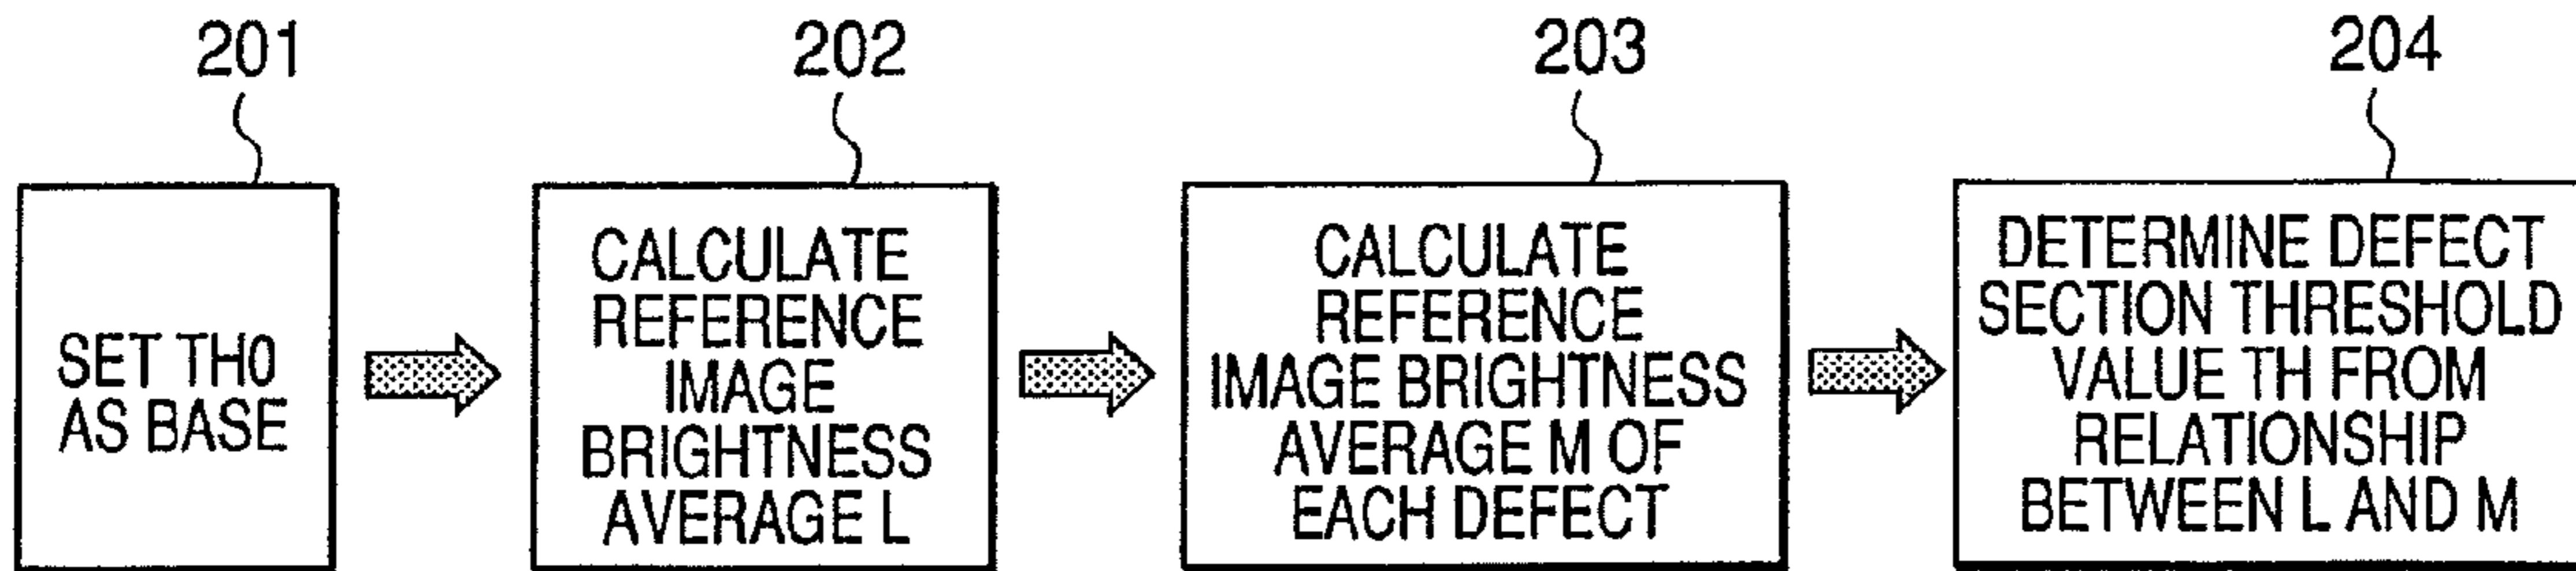 201
202
203
204
SET TH0
AS BASE
CALCULATE
REFERENCE
IMAGE
BRIGHTNESS
AVERAGE L
CALCULATE
REFERENCE
IMAGE BRIGHTNESS
AVERAGE M OF
EACH DEFECT
DETERMINE DEFECT
SECTION THRESHOLD
VALUE TH FROM
RELATIONSHIP
BETWEEN L AND M